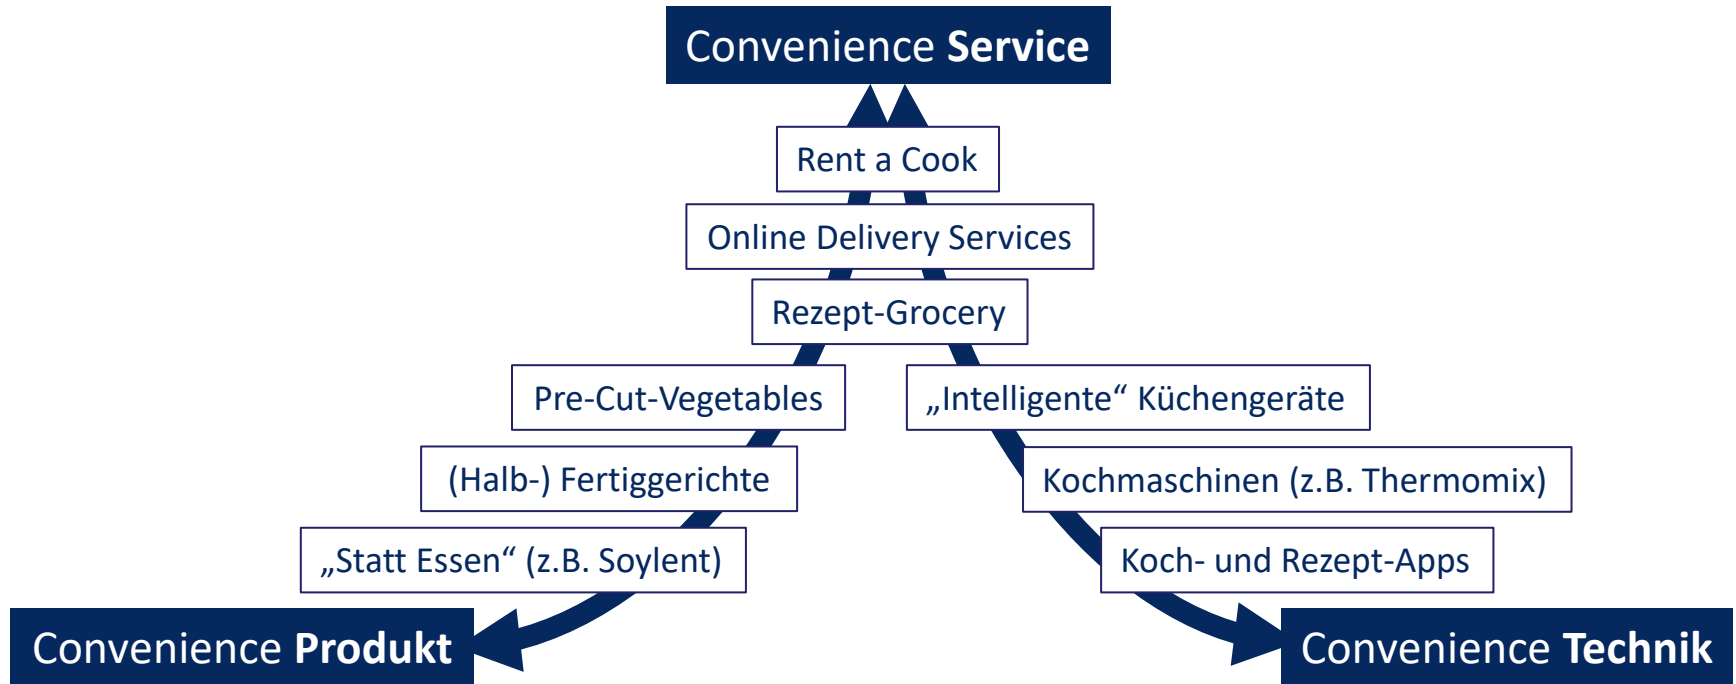 Convenience Service
Rent a Cook
Online Delivery Services
Rezept-Grocery
Pre-Cut-Vegetables
„Intelligente“ Küchengeräte
(Halb-) Fertiggerichte
Kochmaschinen (z.B. Thermomix)
„Statt Essen“ (z.B. Soylent)
Koch- und Rezept-Apps
Convenience Produkt
Convenience Technik